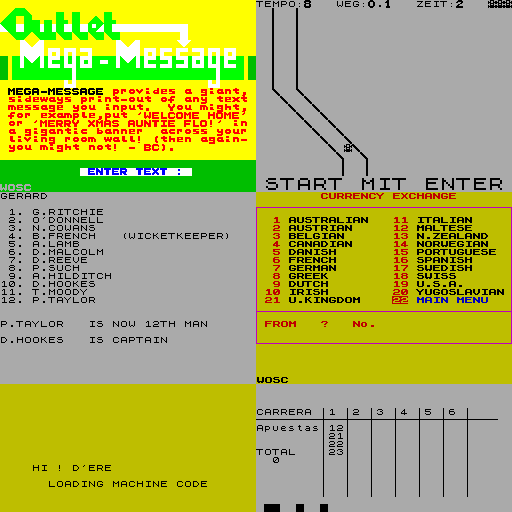 Outlet
Mega-Message
MEGA-MESSAGE provides a giant,
sideways print-out of any text
message you input. You might,
for example,put 'WELCOME HOME'
or 'MERRY XMAS AUNTIE FLO!' in
a gigantic banner across your
living room wall! (then again-
you might not! - BC).
ENTER TEXT :
WOSC
TEMPO:8 WEG:0.1 ZEIT:2
START MIT ENTER
GERARD
1. G.RITCHIE
2. O'DONNELL
3. N.COWANS
4. B.FRENCH (WICKETKEEPER)
5. A.LAMB
6. D.MALCOLM
7. D.REEVE
8. P.SUCH
9. A.HILDITCH
10. D.HOOKES
11. T.MOODY
12. P.TAYLOR
P.TAYLOR IS NOW 12TH MAN
D.HOOKES IS CAPTAIN
CURRENCY EXCHANGE
1 AUSTRALIAN 11 ITALIAN
2 AUSTRIAN 12 MALTESE
3 BELGIAN 13 N.ZEALAND
4 CANADIAN 14 NORWEGIAN
5 DANISH 15 PORTUGUESE
6 FRENCH 16 SPANISH
7 GERMAN 17 SWEDISH
8 GREEK 18 SWISS
9 DUTCH 19 U.S.A.
10 IRISH 20 YUGOSLAVIAN
21 U.KINGDOM 22 MAIN MENU
FROM ? No.
WOSC
HI ! D'ERE
LOADING MACHINE CODE
CARRERA 1 2 3 4 5 6
Apuestas 12
21
22
TOTAL 23
0